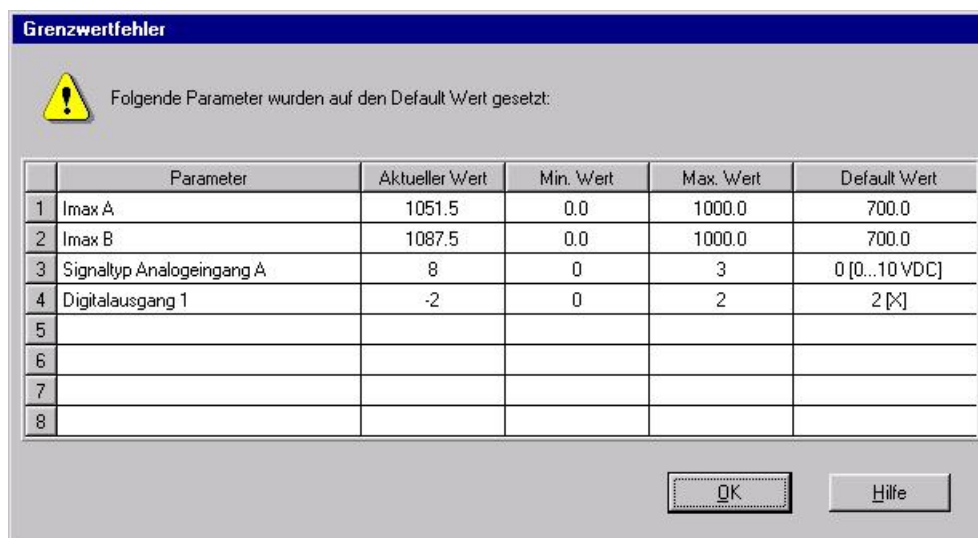 Grenzwertfehler
Folgende Parameter wurden auf den Default Wert gesetzt:
Parameter Aktueller Wert Min. Wert Max. Wert Default Wert
1 Imax A 1051.5 0.0 1000.0 700.0
2 Imax B 1087.5 0.0 1000.0 700.0
3 Signaltyp Analogeingang A 8 0 3 0 [0...10 VDC]
4 Digitalausgang 1 -2 0 2 2 [X]
5
6
7
8
OK Hilfe